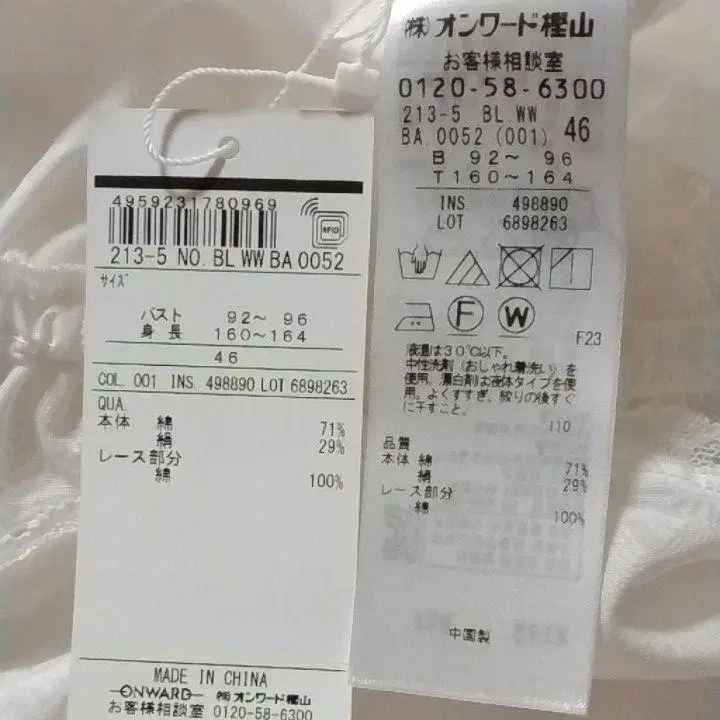 4959231780969
RFID
213-5 NO. BL WW BA 0052
サイズ
バスト 92～ 96
身長 160～164
46
COL. 001 INS. 498890 LOT 6898263
QUA.
本体 綿 71%
絹 29%
レース部分
綿 100%
MADE IN CHINA
ONWARD ㈱オンワード樫山
お客様相談室 0120-58-6300
㈱オンワード樫山
お客様相談室
0120-58-6300
213-5 BL.WW
BA.0052 (001) 46
B 92～ 96
T 160～164
INS 498890
LOT 6898263
F W
F23
液温は30℃以下。
中性洗剤（おしゃれ着洗い）を
使用。漂白剤は液体タイプを使
用。よくすすぎ、絞りの後すぐ
に干すこと。
110
品質
本体 綿 71%
絹 29%
レース部分
綿 100%
中国製